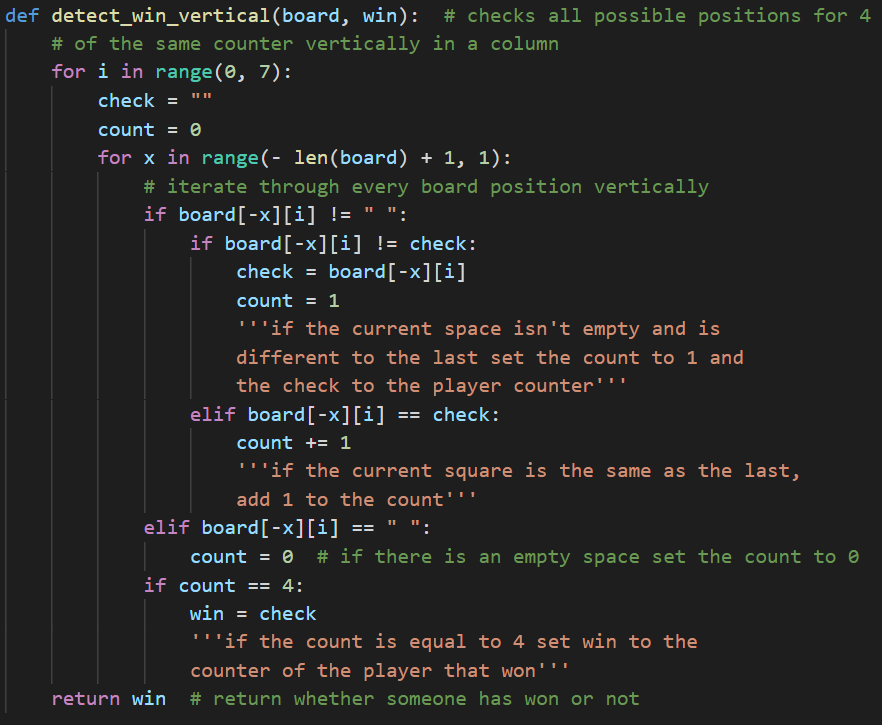 def detect_win_vertical(board, win):  # checks all possible positions for 4
    # of the same counter vertically in a column
    for i in range(0, 7):
        check = ""
        count = 0
        for x in range(- len(board) + 1, 1):
            # iterate through every board position vertically
            if board[-x][i] != " ":
                if board[-x][i] != check:
                    check = board[-x][i]
                    count = 1
                    '''if the current space isn't empty and is
                    different to the last set the count to 1 and
                    the check to the player counter'''
                elif board[-x][i] == check:
                    count += 1
                    '''if the current square is the same as the last,
                    add 1 to the count'''
            elif board[-x][i] == " ":
                count = 0  # if there is an empty space set the count to 0
            if count == 4:
                win = check
                '''if the count is equal to 4 set win to the
                counter of the player that won'''
    return win  # return whether someone has won or not